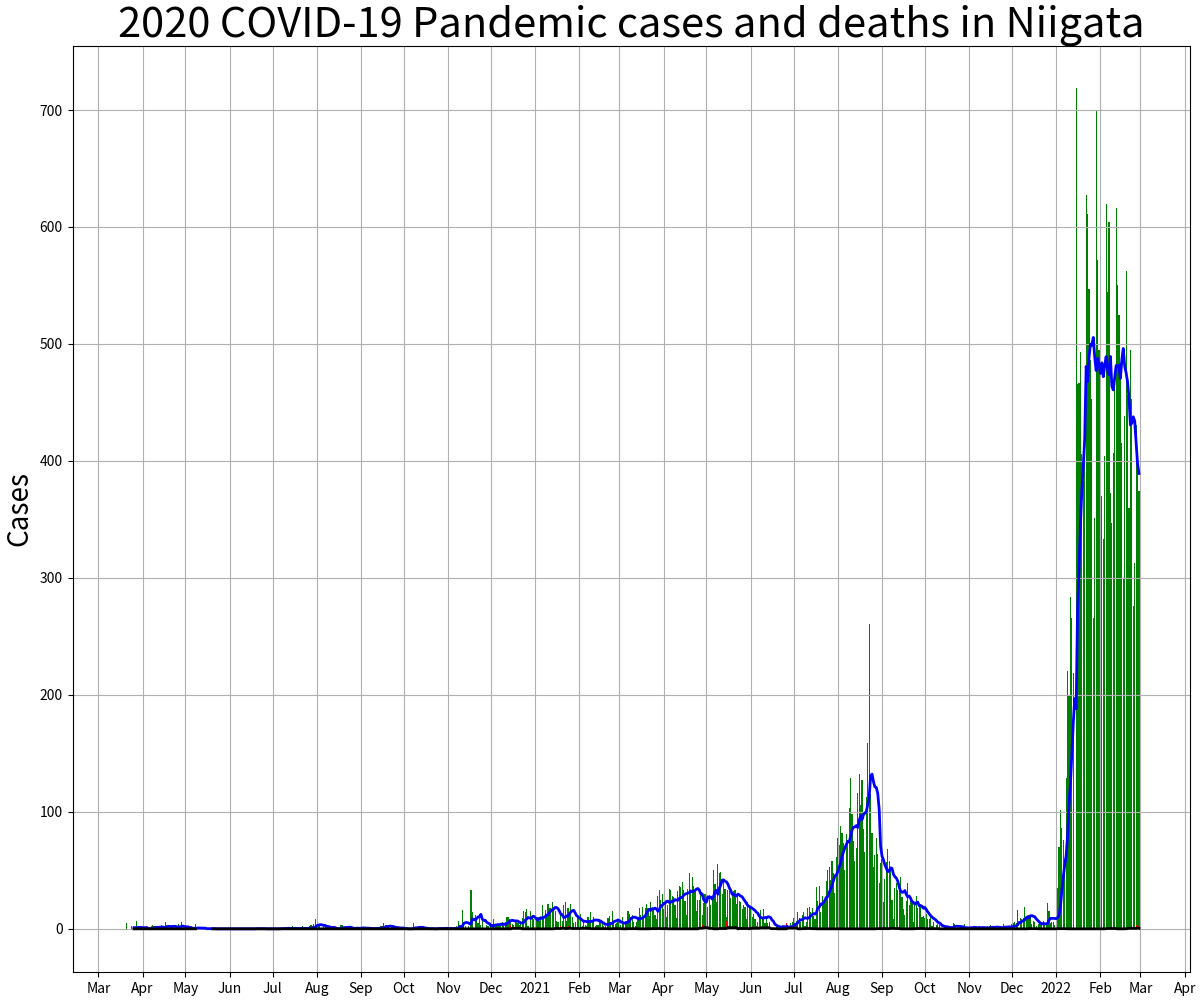 2020 COVID-19 Pandemic cases and deaths in Niigata
Cases
700
600
500
400
300
200
100
0
Mar Apr May Jun Jul Aug Sep Oct Nov Dec 2021 Feb Mar Apr May Jun Jul Aug Sep Oct Nov Dec 2022 Feb Mar Apr